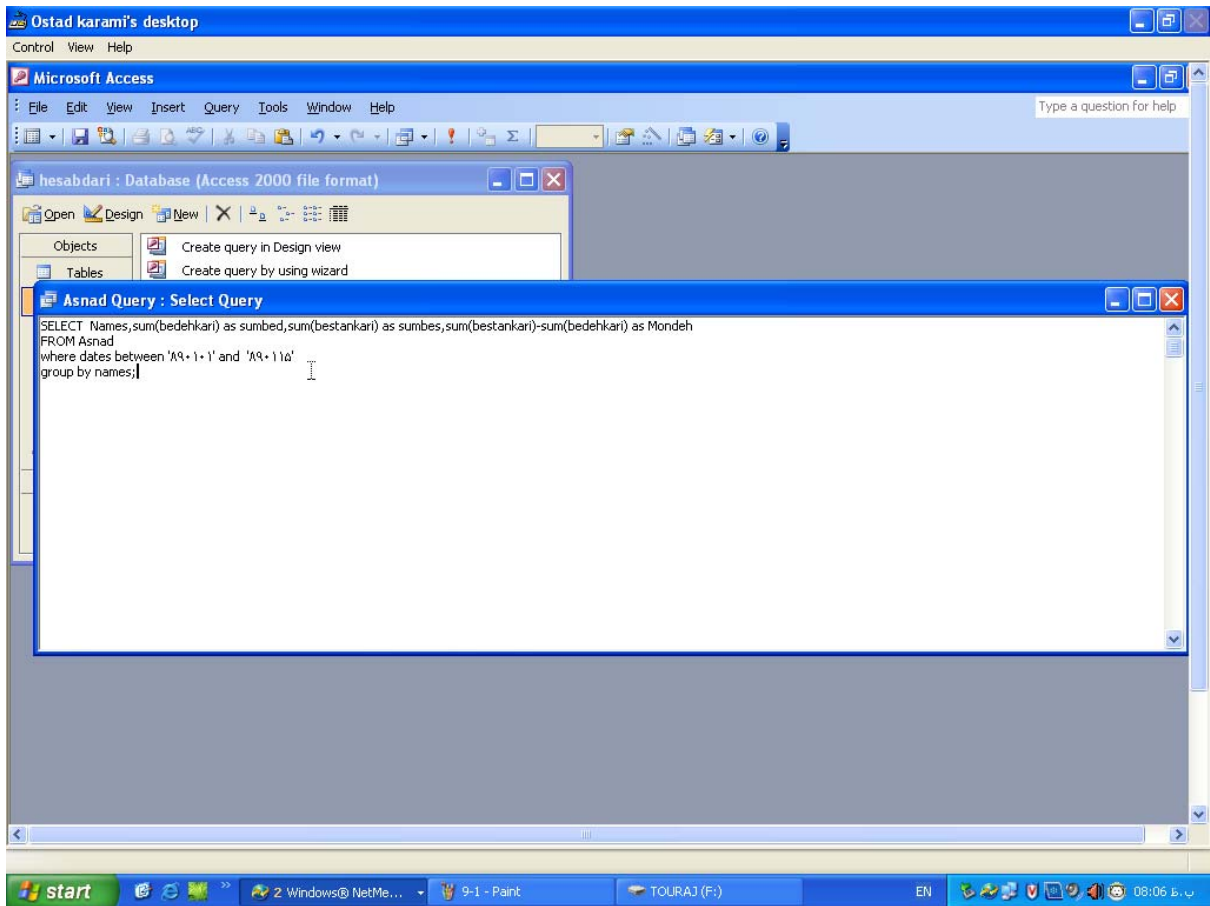 Ostad karami's desktop
Control View Help
Microsoft Access
File Edit View Insert Query Tools Window Help
Type a question for help
hesabdari : Database (Access 2000 file format)
Open Design New
Objects
Create query in Design view
Tables
Create query by using wizard
Asnad Query : Select Query
SELECT Names,sum(bedehkari) as sumbed,sum(bestankari) as sumbes,sum(bestankari)-sum(bedehkari) as Mondeh
FROM Asnad
where dates between '۸۹۰۱۰۱' and '۸۹۰۱۱۵'
group by names;
start
2 Windows® NetMe...
9-1 - Paint
TOURAJ (F:)
EN
08:06 ب.ظ